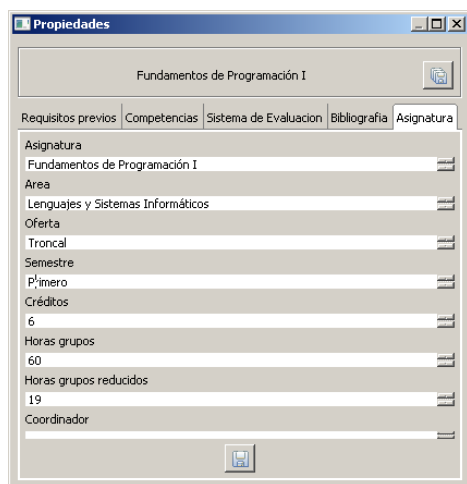 Propiedades
Fundamentos de Programación I
Requisitos previos Competencias Sistema de Evaluacion Bibliografia Asignatura
Asignatura
Fundamentos de Programación I
Area
Lenguajes y Sistemas Informáticos
Oferta
Troncal
Semestre
Primero
Créditos
6
Horas grupos
60
Horas grupos reducidos
19
Coordinador